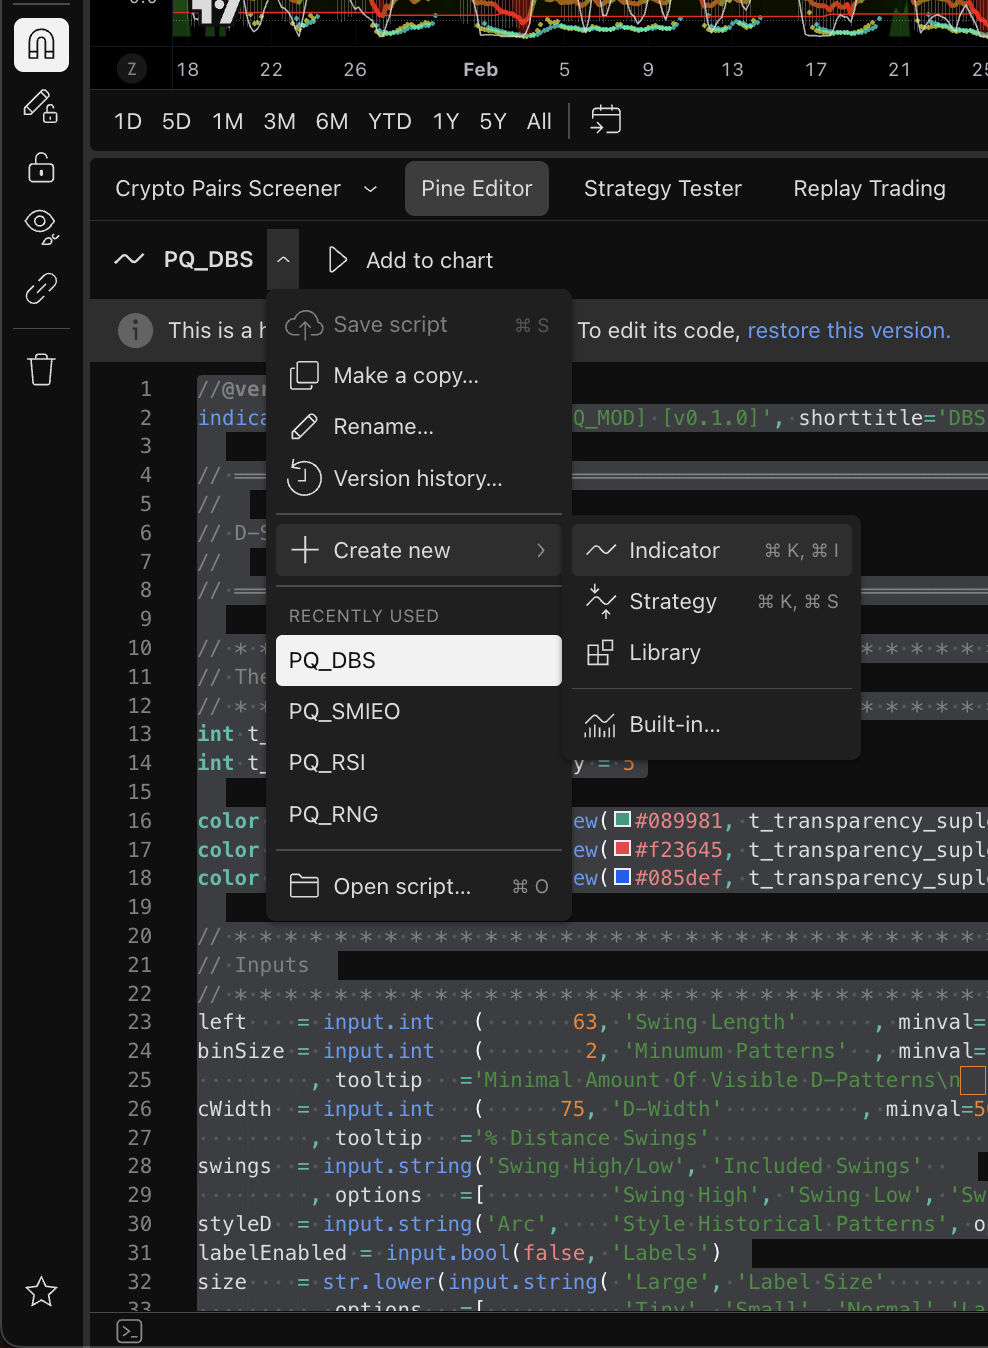 0.0
Z
18 22 26 Feb 5 9 13 17 21 25
1D 5D 1M 3M 6M YTD 1Y 5Y All
Crypto Pairs Screener Pine Editor Strategy Tester Replay Trading
PQ_DBS Add to chart
This is a h To edit its code, restore this version.
Save script ⌘ S
Make a copy...
Rename...
Version history...
Create new
Indicator ⌘ K, ⌘ I
Strategy ⌘ K, ⌘ S
Library
Built-in...
RECENTLY USED
PQ_DBS
PQ_SMIEO
PQ_RSI
PQ_RNG
Open script... ⌘ O
1 //@ver
2 indica Q_MOD] [v0.1.0]', shorttitle='DBS
3
4 // ═══
5 //
6 // D-S
7 //
8 // ═══
9
10 // * * * * * * * *
11 // The
12 // * * * * * * * *
13 int t_
14 int t_ y = 5
15
16 color ew(#089981, t_transparency_suple
17 color ew(#f23645, t_transparency_suple
18 color ew(#085def, t_transparency_suple
19
20 // * * * * * * * * * * * * * * * * * * * * * * * * * * * * * *
21 // Inputs
22 // * * * * * * * * * * * * * * * * * * * * * * * * * * * * * *
23 left = input.int ( 63, 'Swing Length' , minval=
24 binSize = input.int ( 2, 'Minumum Patterns' , minval=
25 , tooltip ='Minimal Amount Of Visible D-Patterns\n
26 cWidth = input.int ( 75, 'D-Width' , minval=5
27 , tooltip ='% Distance Swings'
28 swings = input.string('Swing High/Low', 'Included Swings'
29 , options =[ 'Swing High', 'Swing Low', 'Sw
30 styleD = input.string('Arc', 'Style Historical Patterns', o
31 labelEnabled = input.bool(false, 'Labels')
32 size = str.lower(input.string( 'Large', 'Label Size'
33 options =[ 'Tiny', 'Small', 'Normal', 'La